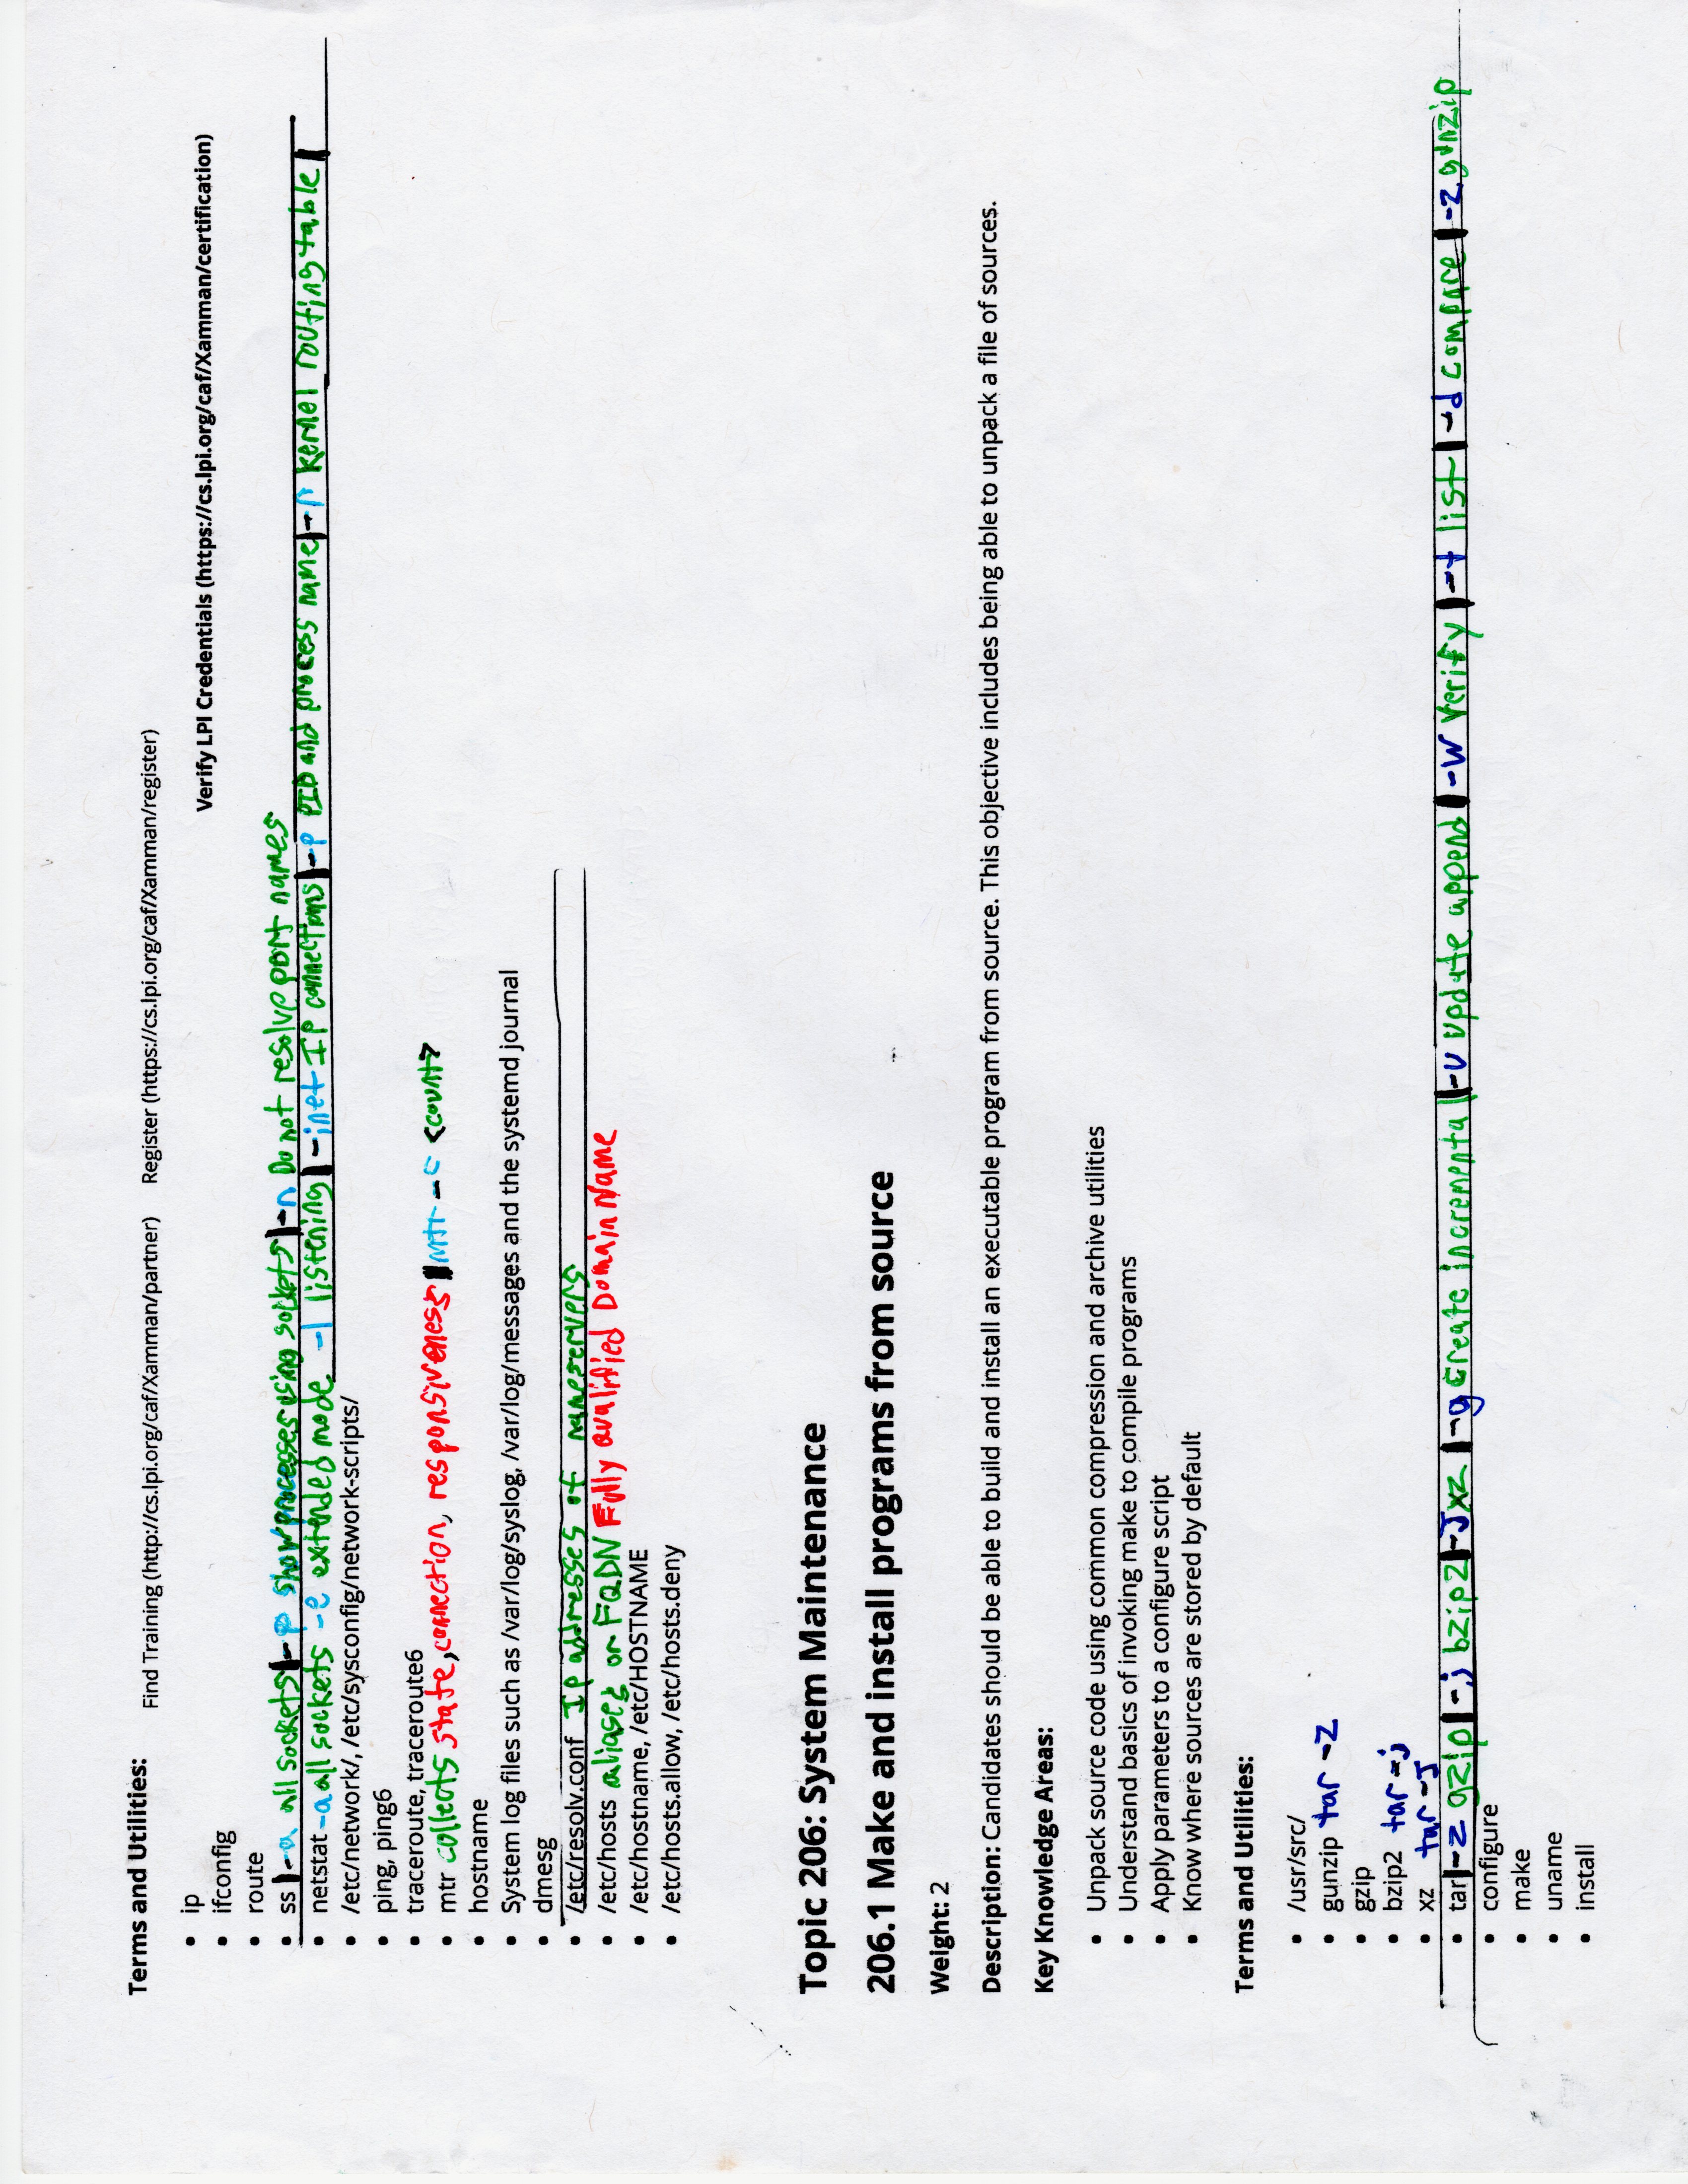 Terms and Utilities:
Find Training (http://cs.lpi.org/caf/Xamman/partner) Register (https://cs.lpi.org/caf/Xamman/register)
Verify LPI Credentials (https://cs.lpi.org/caf/Xamman/certification)
• ip
• ifconfig
• route
• ss |-a all sockets|-p show processes using sockets|-n Do not resolve port names
• netstat -a all sockets -e extended mode -l listening|-inet IP connections|-p PID and process name|-r kernel routing table|
• /etc/network/, /etc/sysconfig/network-scripts/
• ping, ping6
• traceroute, traceroute6
• mtr collects state, connection, responsiveness |mtr -c <count>
• hostname
• System log files such as /var/log/syslog, /var/log/messages and the systemd journal
• dmesg
• /etc/resolv.conf IP addresses of nameservers
• /etc/hosts aliases or FQDN Fully qualified Domain Name
• /etc/hostname, /etc/HOSTNAME
• /etc/hosts.allow, /etc/hosts.deny
Topic 206: System Maintenance
206.1 Make and install programs from source
Weight: 2
Description: Candidates should be able to build and install an executable program from source. This objective includes being able to unpack a file of sources.
Key Knowledge Areas:
• Unpack source code using common compression and archive utilities
• Understand basics of invoking make to compile programs
• Apply parameters to a configure script
• Know where sources are stored by default
Terms and Utilities:
• /usr/src/
• gunzip tar -z
• gzip
• bzip2 tar -j
• xz tar -J
• tar|-z gzip|-j bzip2|-J xz|-g create incremental|-u update append|-W verify|-t list|-d compare|-z, gunzip
• configure
• make
• uname
• install